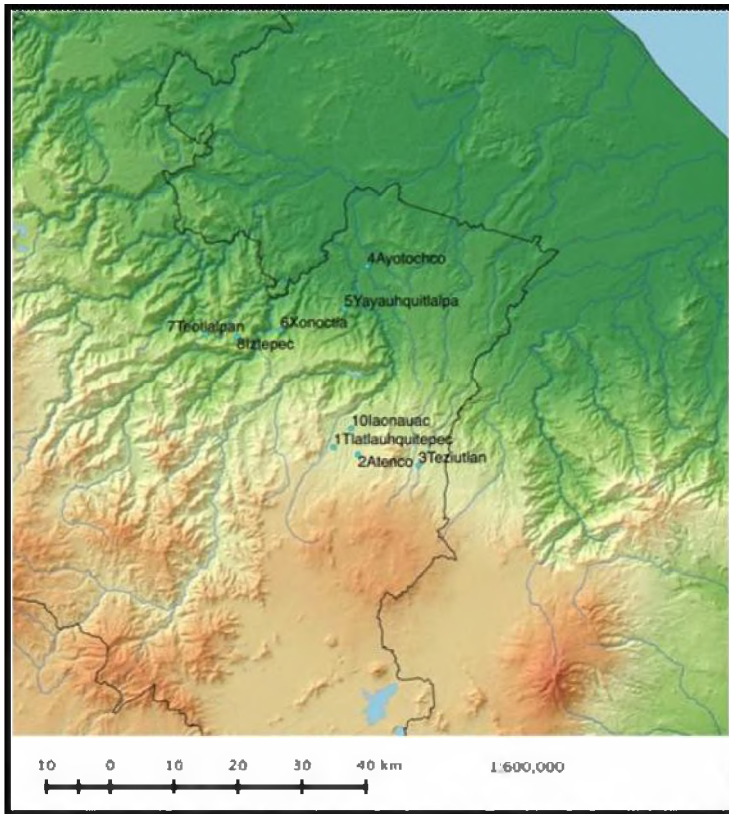 4Ayotochco
5Yayauhquitlalpa
6Xonoctla
7Teotlalpan
8Iztepec
10Iaonauac
1Tlatlauhquitepec
2Atenco
3Teziutlan
10 0 10 20 30 40 km
1:600,000